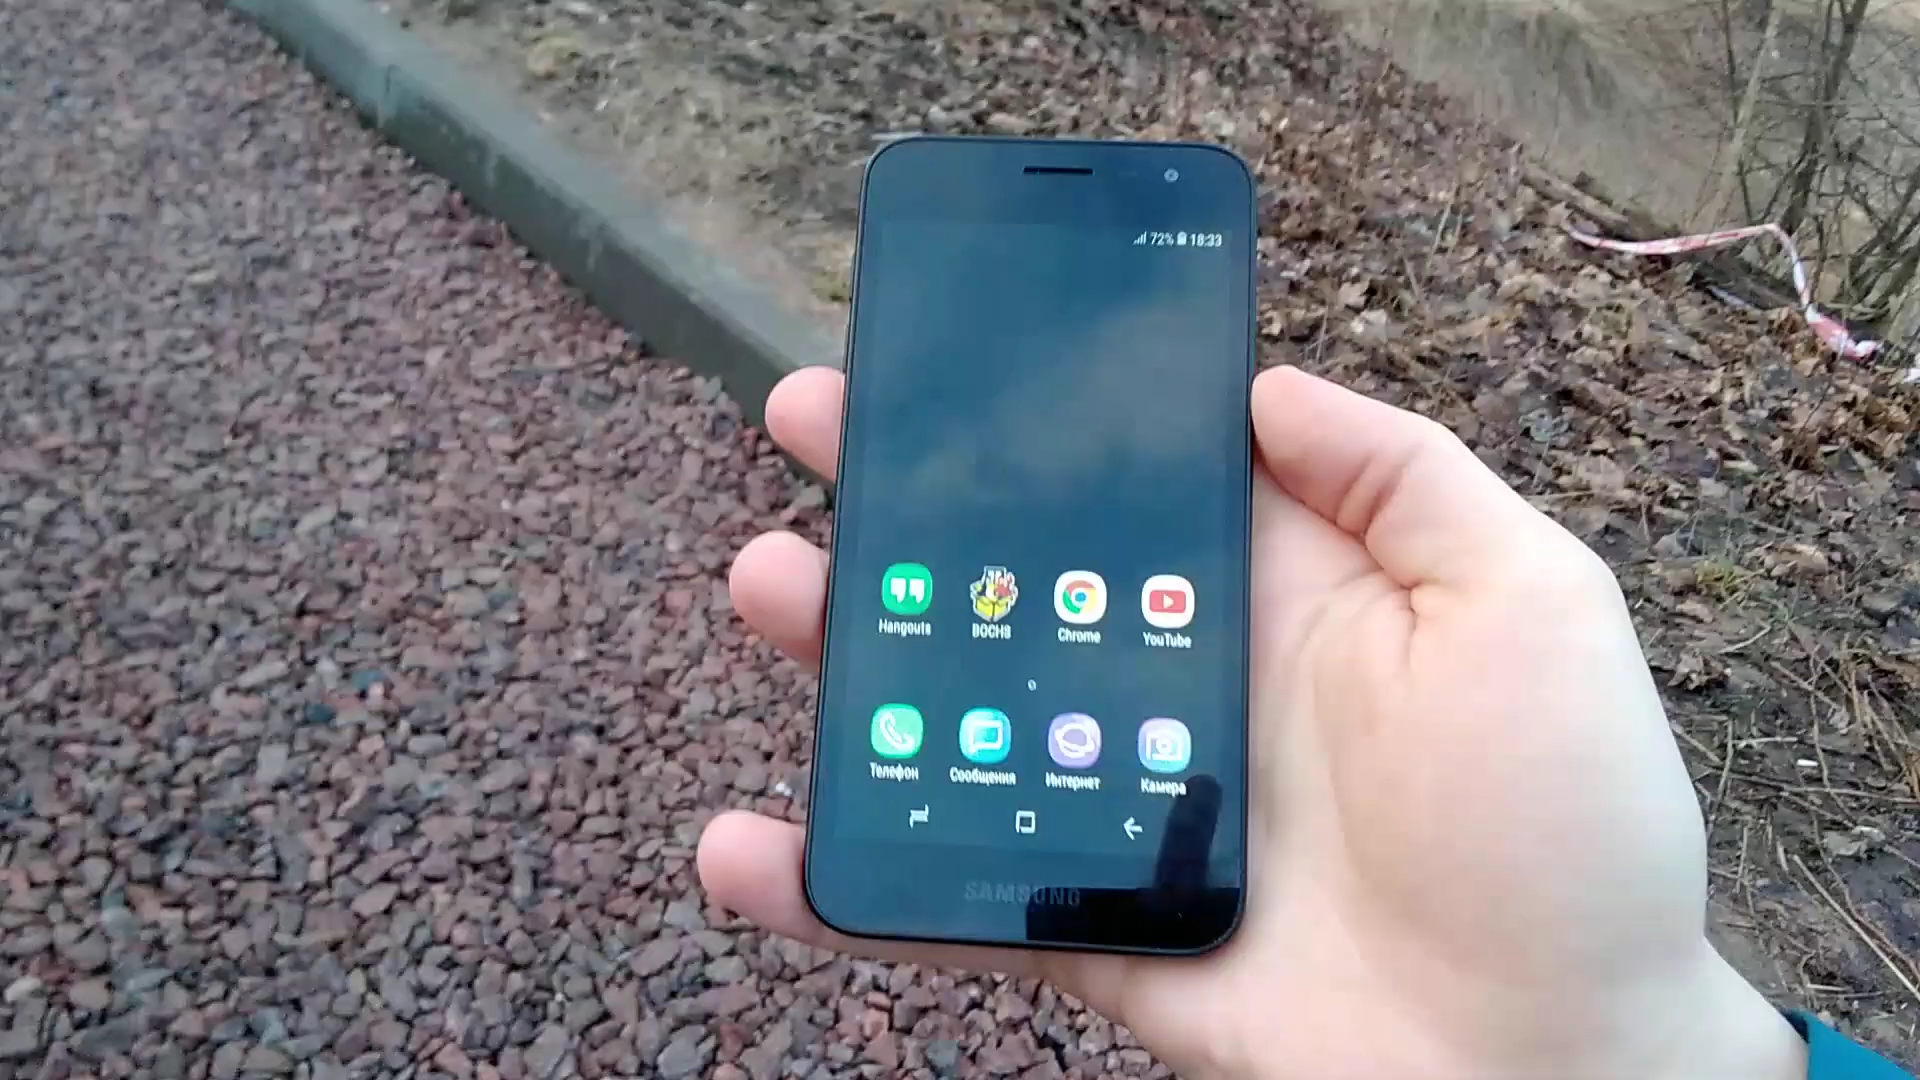 72% 18:33
Hangouts BOCHS Chrome YouTube
Телефон Сообщения Интернет Камера
SAMSUNG